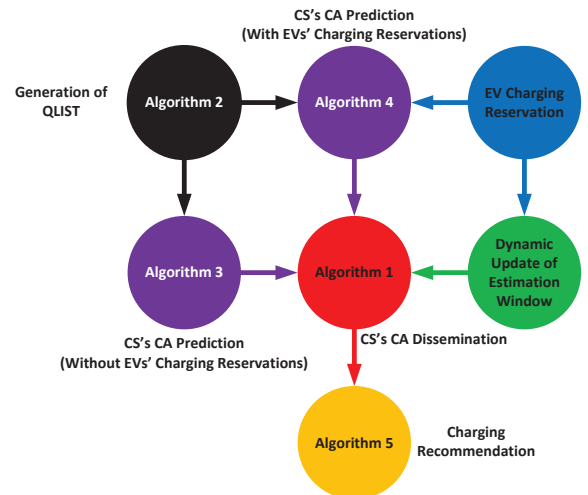 CS's CA Prediction
(With EVs' Charging Reservations)
Generation of
QLIST
Algorithm 2
Algorithm 4
EV Charging
Reservation
Algorithm 3
Algorithm 1
Dynamic
Update of
Estimation
Window
CS's CA Prediction
(Without EVs' Charging Reservations)
CS's CA Dissemination
Algorithm 5
Charging
Recommendation